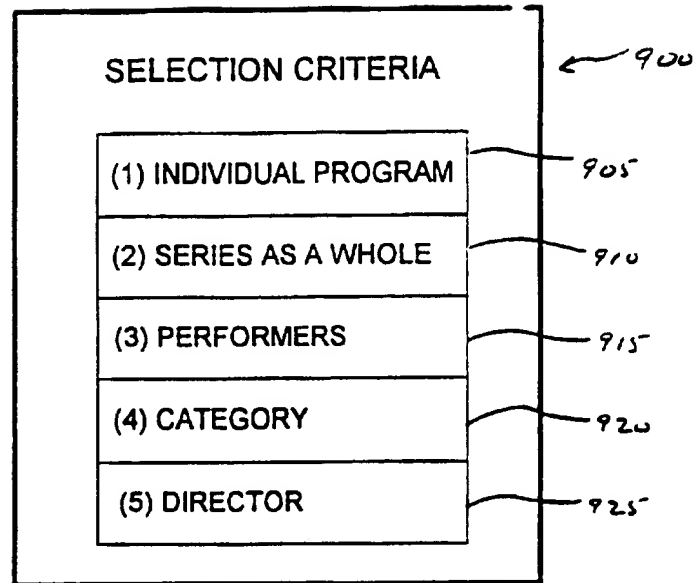 SELECTION CRITERIA
900
(1) INDIVIDUAL PROGRAM
905
(2) SERIES AS A WHOLE
910
(3) PERFORMERS
915
(4) CATEGORY
920
(5) DIRECTOR
925